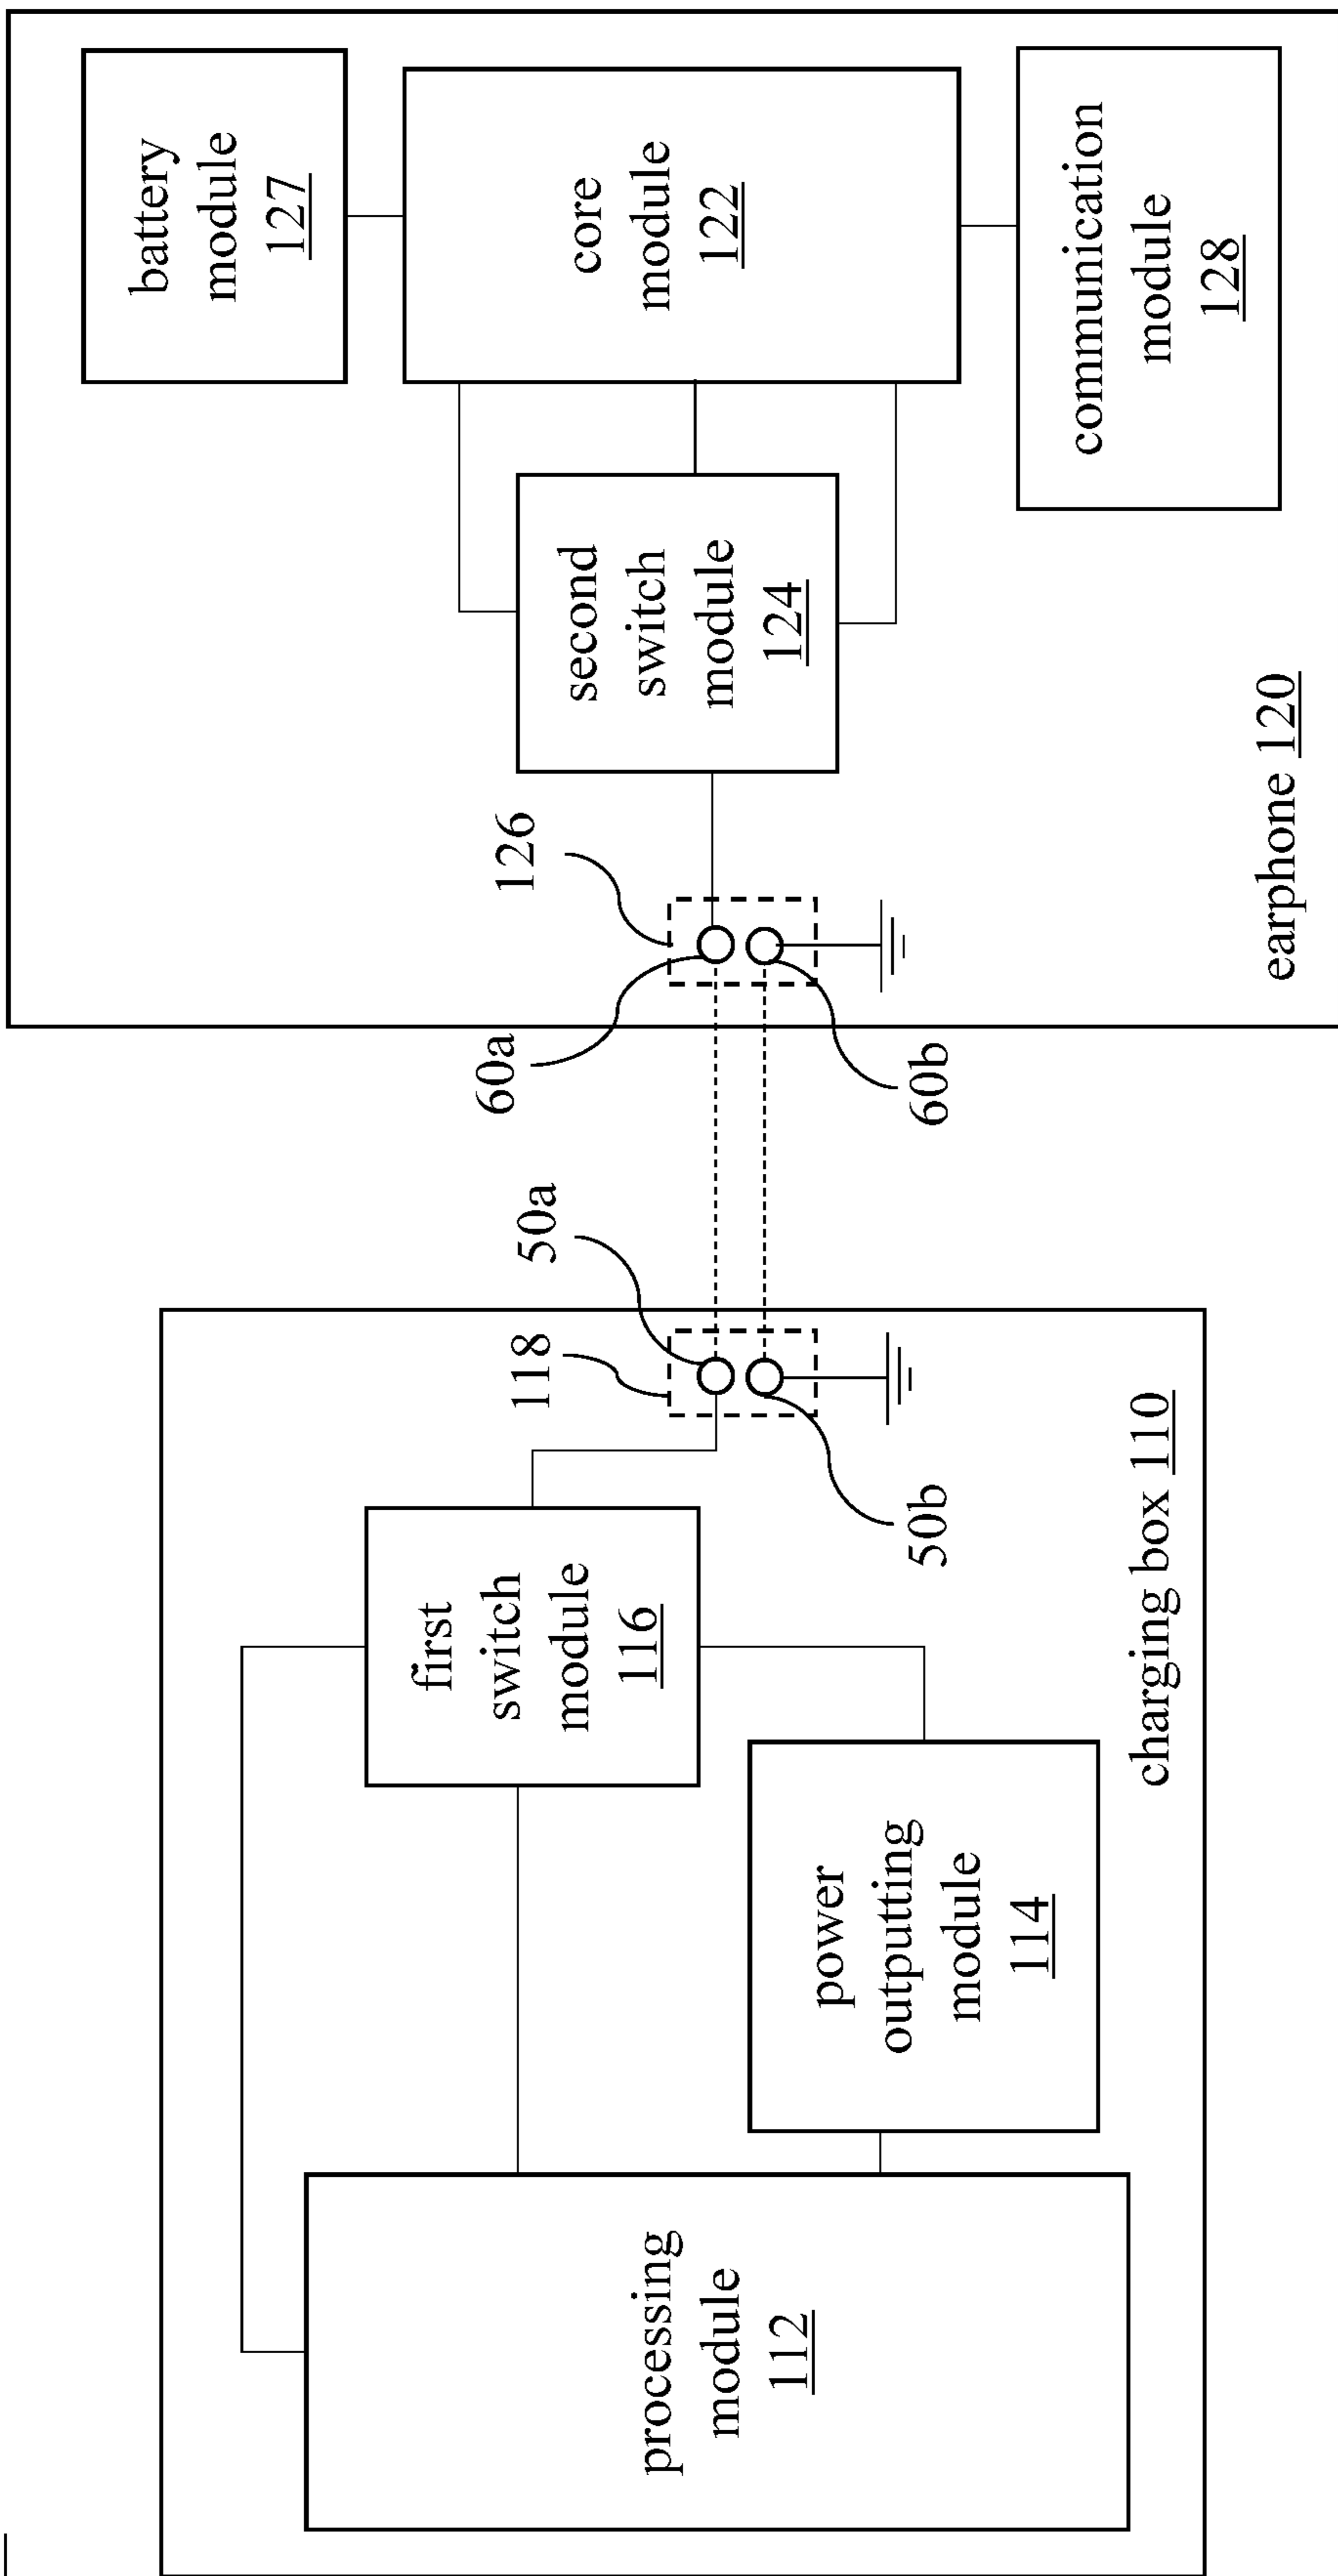 processing
module
112
power
outputting
module
114
first
switch
module
116
118
50a
50b
charging box 110
60a
60b
126
second
switch
module
124
battery
module
127
core
module
122
communication
module
128
earphone 120